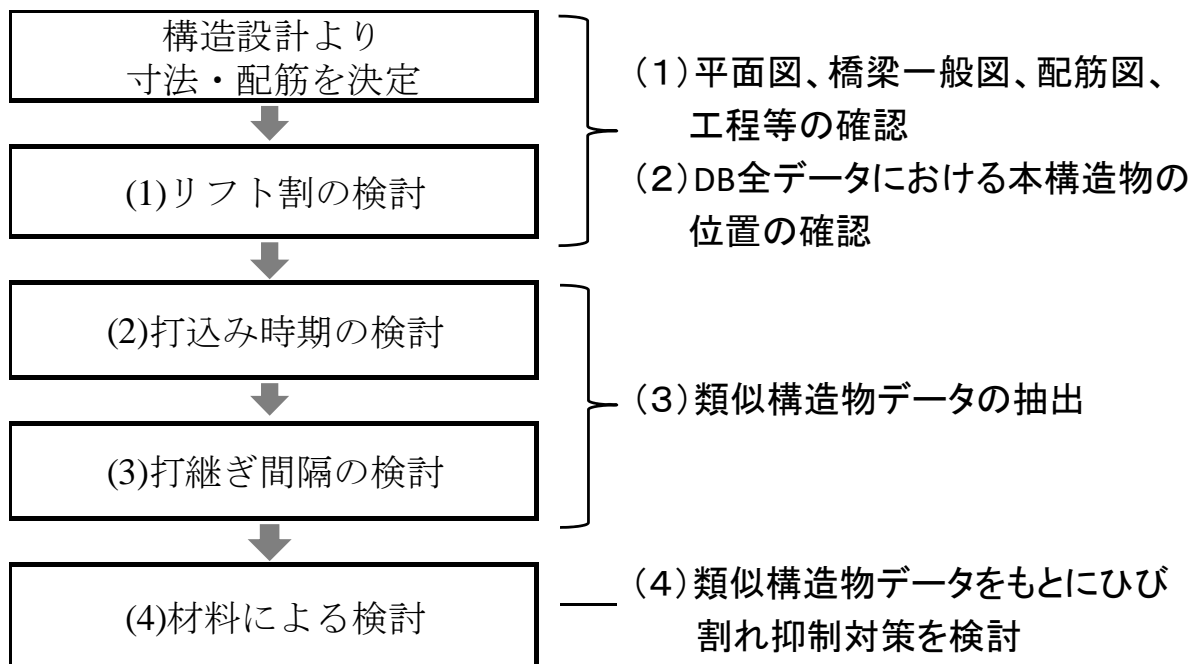 構造設計より
寸法・配筋を決定
(1)リフト割の検討
(2)打込み時期の検討
(3)打継ぎ間隔の検討
(4)材料による検討
（１）平面図、橋梁一般図、配筋図、
工程等の確認
（２）DB全データにおける本構造物の
位置の確認
（３）類似構造物データの抽出
（４）類似構造物データをもとにひび
割れ抑制対策を検討